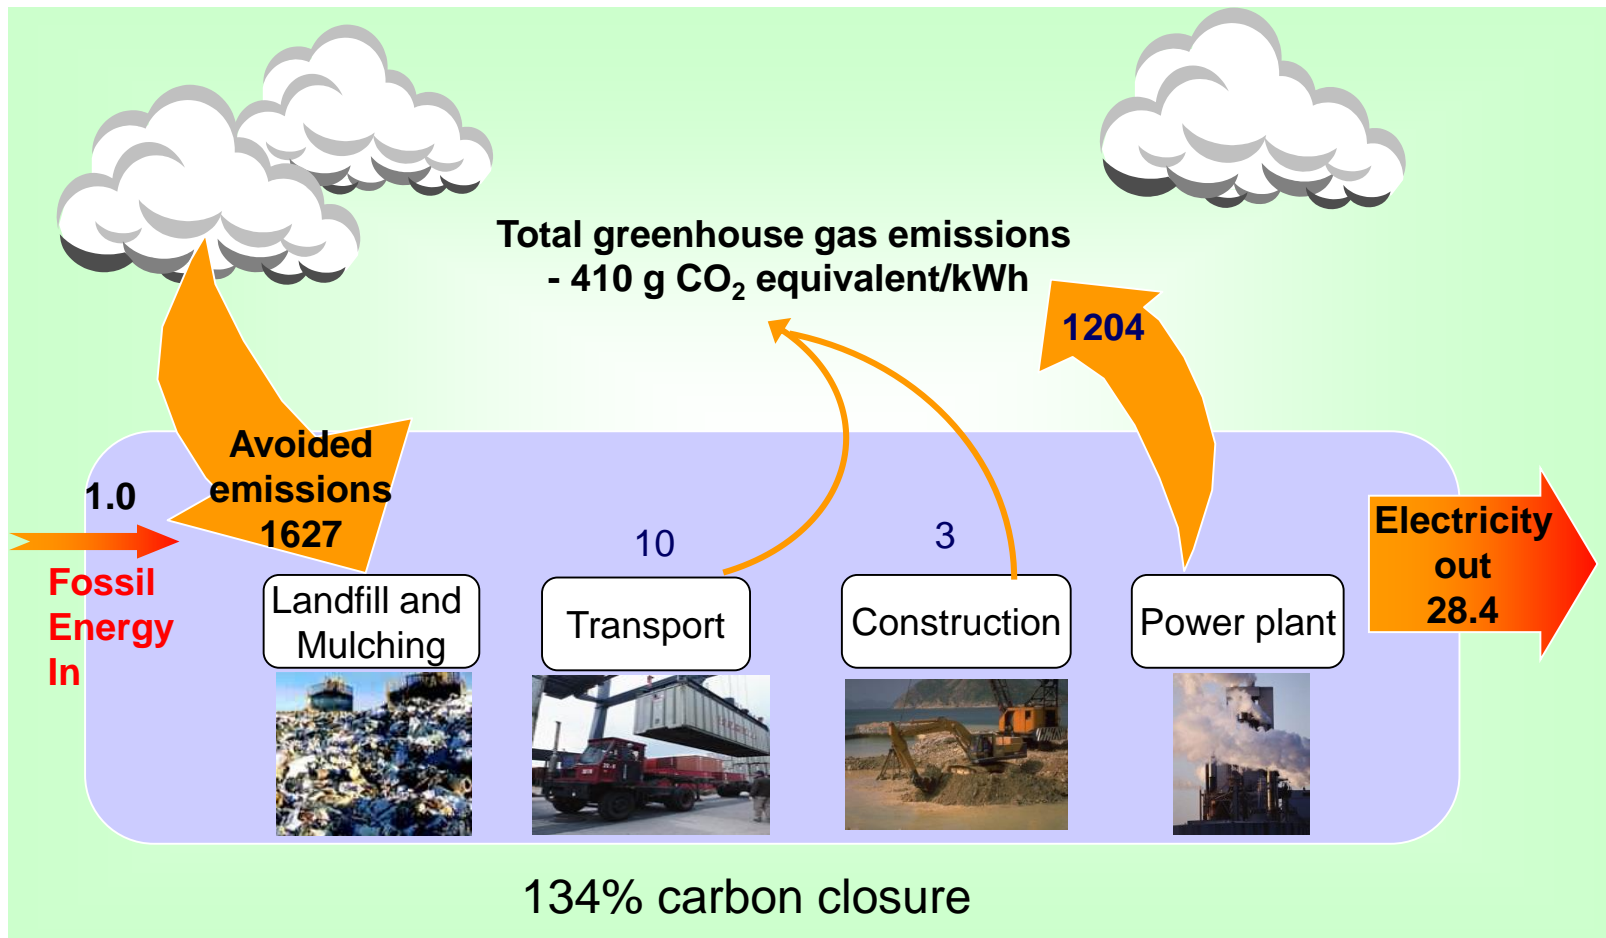 Total greenhouse gas emissions
- 410 g CO₂ equivalent/kWh
1204
Avoided
emissions
1627
1.0
Fossil
Energy
In
10
3
Electricity
out
28.4
Landfill and
Mulching
Transport
Construction
Power plant
134% carbon closure